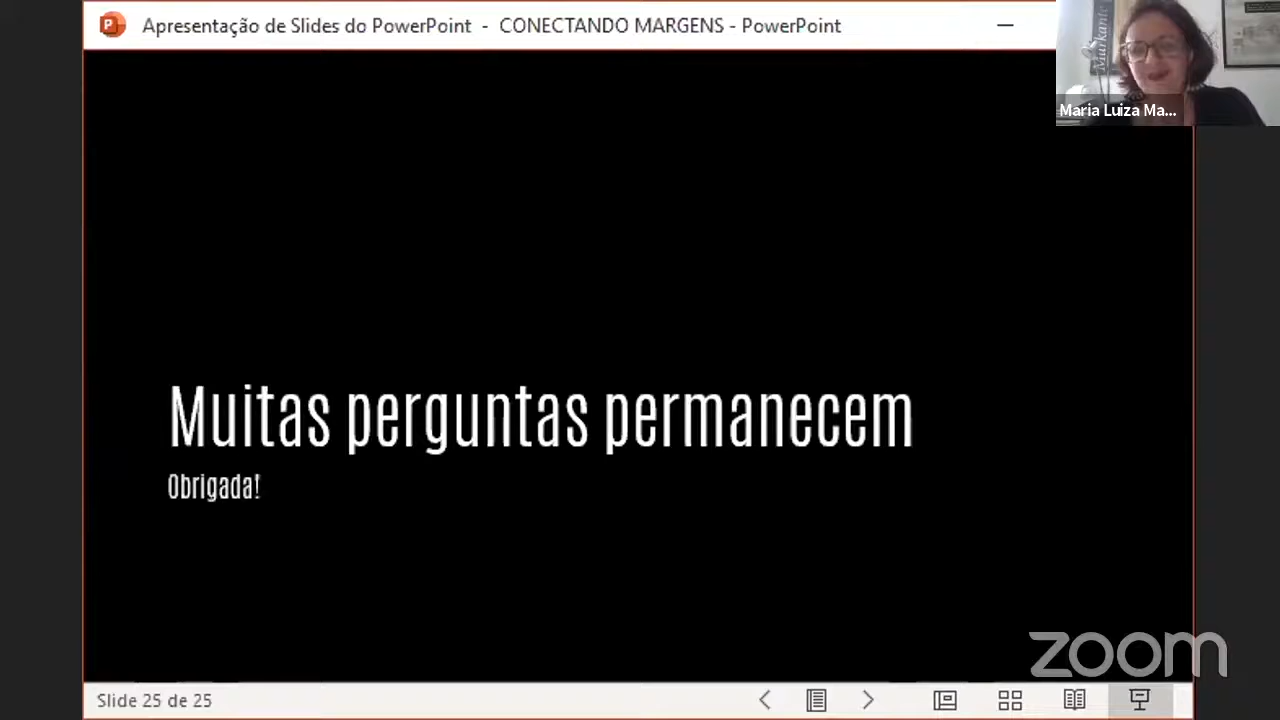 Apresentação de Slides do PowerPoint - CONECTANDO MARGENS - PowerPoint
Maria Luiza Ma...
Muitas perguntas permanecem
Obrigada!
zoom
Slide 25 de 25